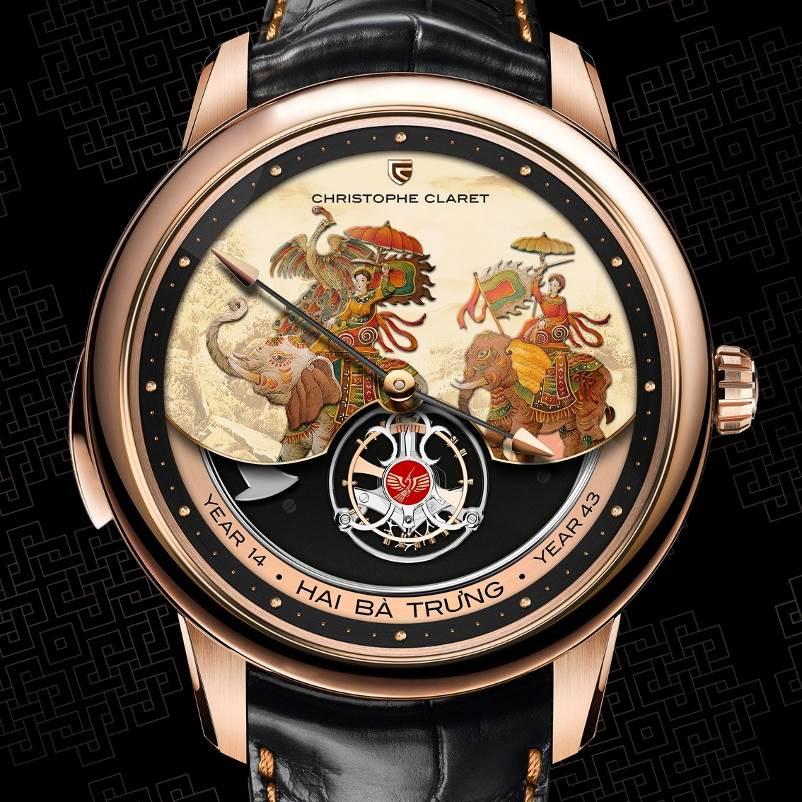 CHRISTOPHE CLARET
YEAR 14 • HAI BÀ TRƯNG • YEAR 43